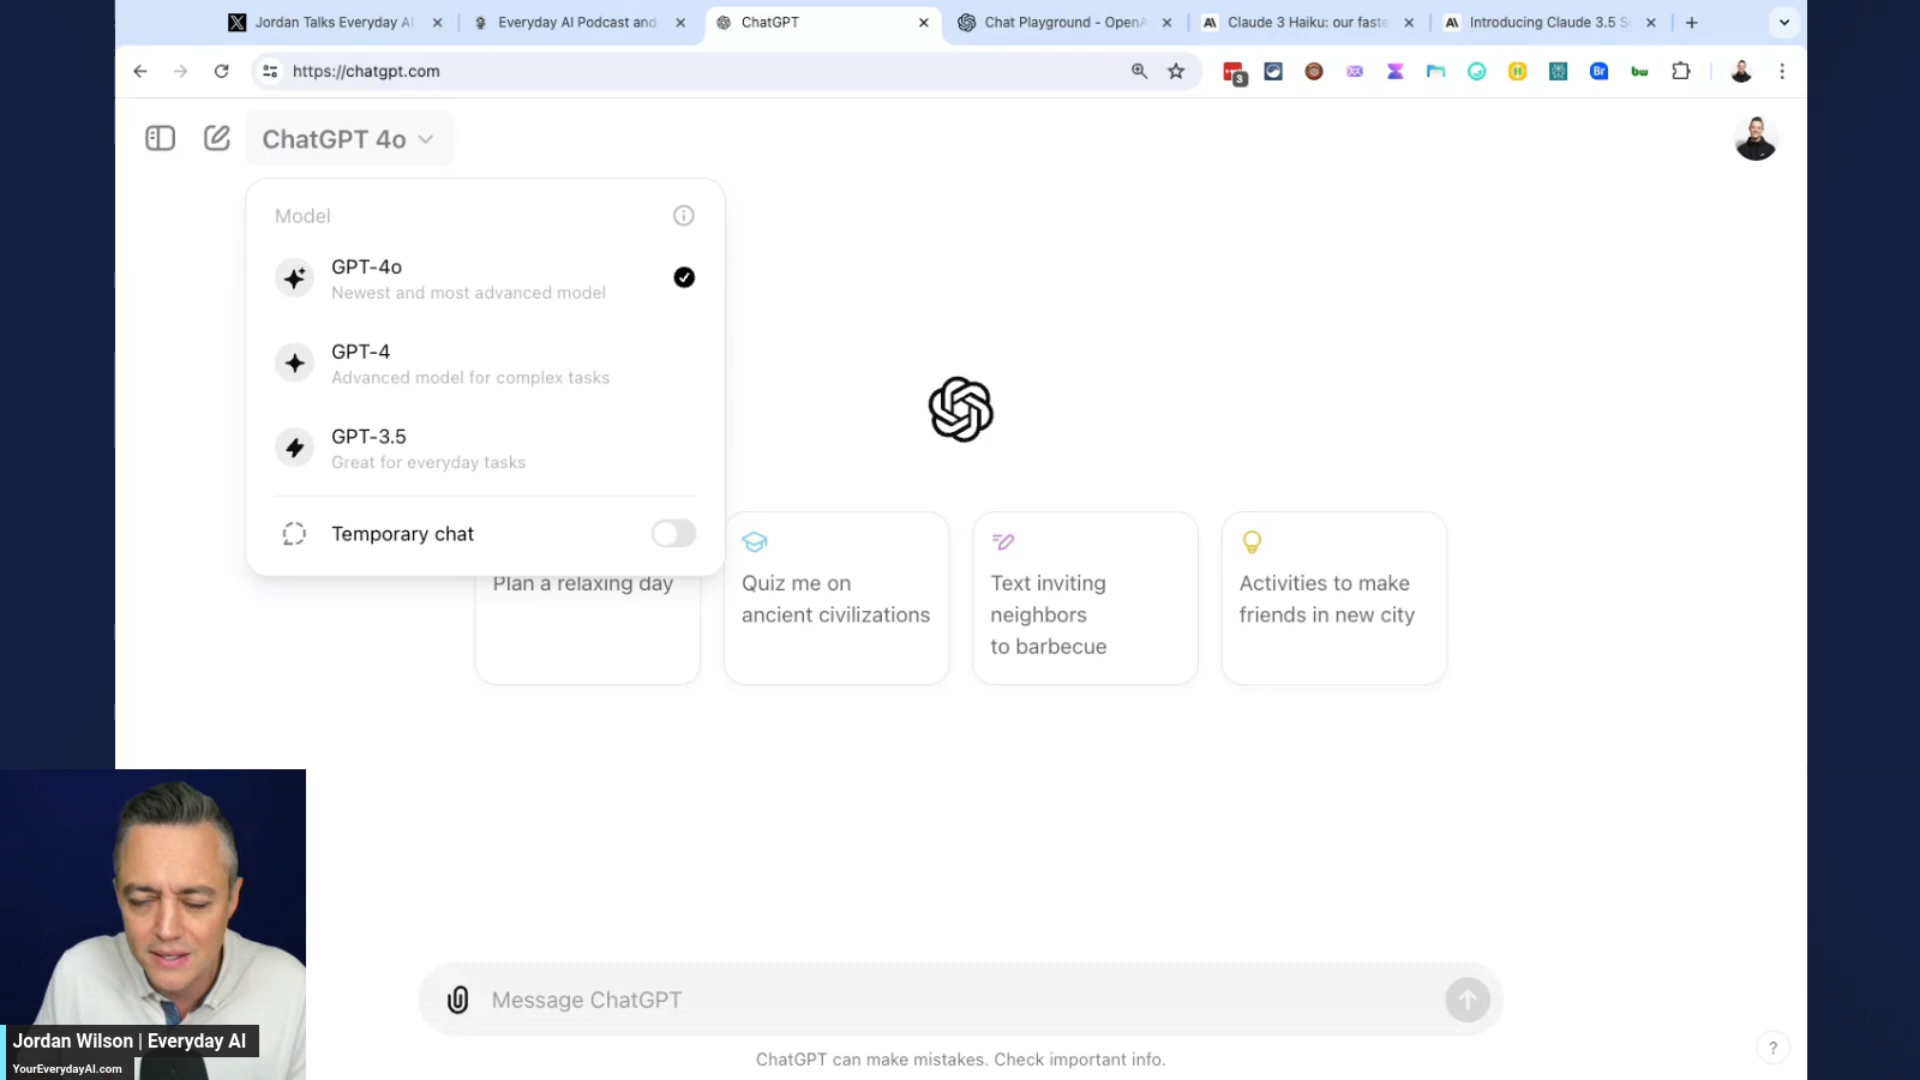 Jordan Talks Everyday AI
Everyday AI Podcast and
ChatGPT
Chat Playground - OpenA
Claude 3 Haiku: our faste
Introducing Claude 3.5 S
https://chatgpt.com
3
H
Br
bw
ChatGPT 4o
Model
GPT-4o
Newest and most advanced model
GPT-4
Advanced model for complex tasks
GPT-3.5
Great for everyday tasks
Temporary chat
Plan a relaxing day
Quiz me on
ancient civilizations
Text inviting
neighbors
to barbecue
Activities to make
friends in new city
Message ChatGPT
ChatGPT can make mistakes. Check important info.
?
Jordan Wilson | Everyday AI
YourEverydayAI.com